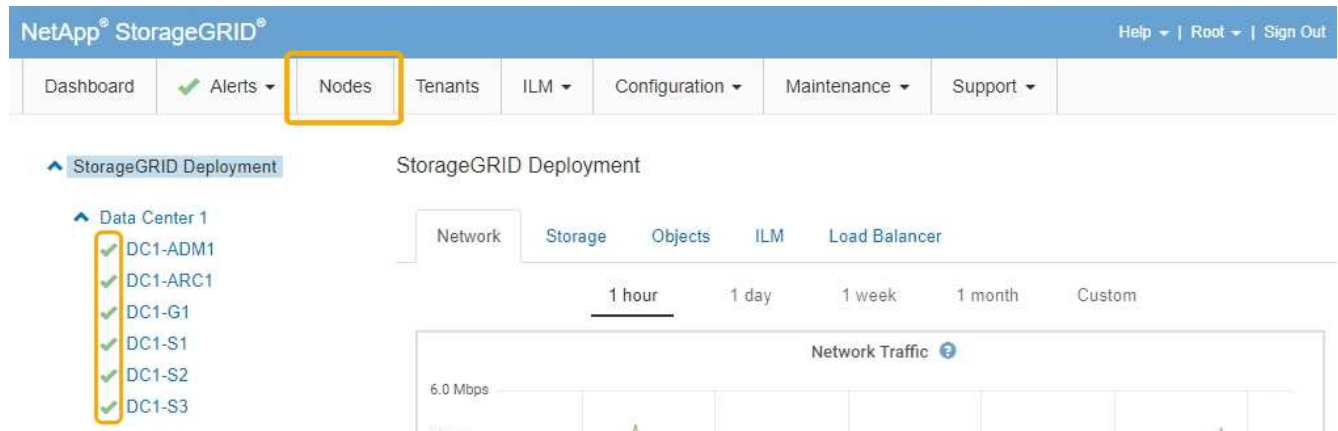 NetApp® StorageGRID®
Help | Root | Sign Out
Dashboard Alerts Nodes Tenants ILM Configuration Maintenance Support
StorageGRID Deployment
Data Center 1
DC1-ADM1
DC1-ARC1
DC1-G1
DC1-S1
DC1-S2
DC1-S3
StorageGRID Deployment
Network Storage Objects ILM Load Balancer
1 hour 1 day 1 week 1 month Custom
Network Traffic ?
6.0 Mbps